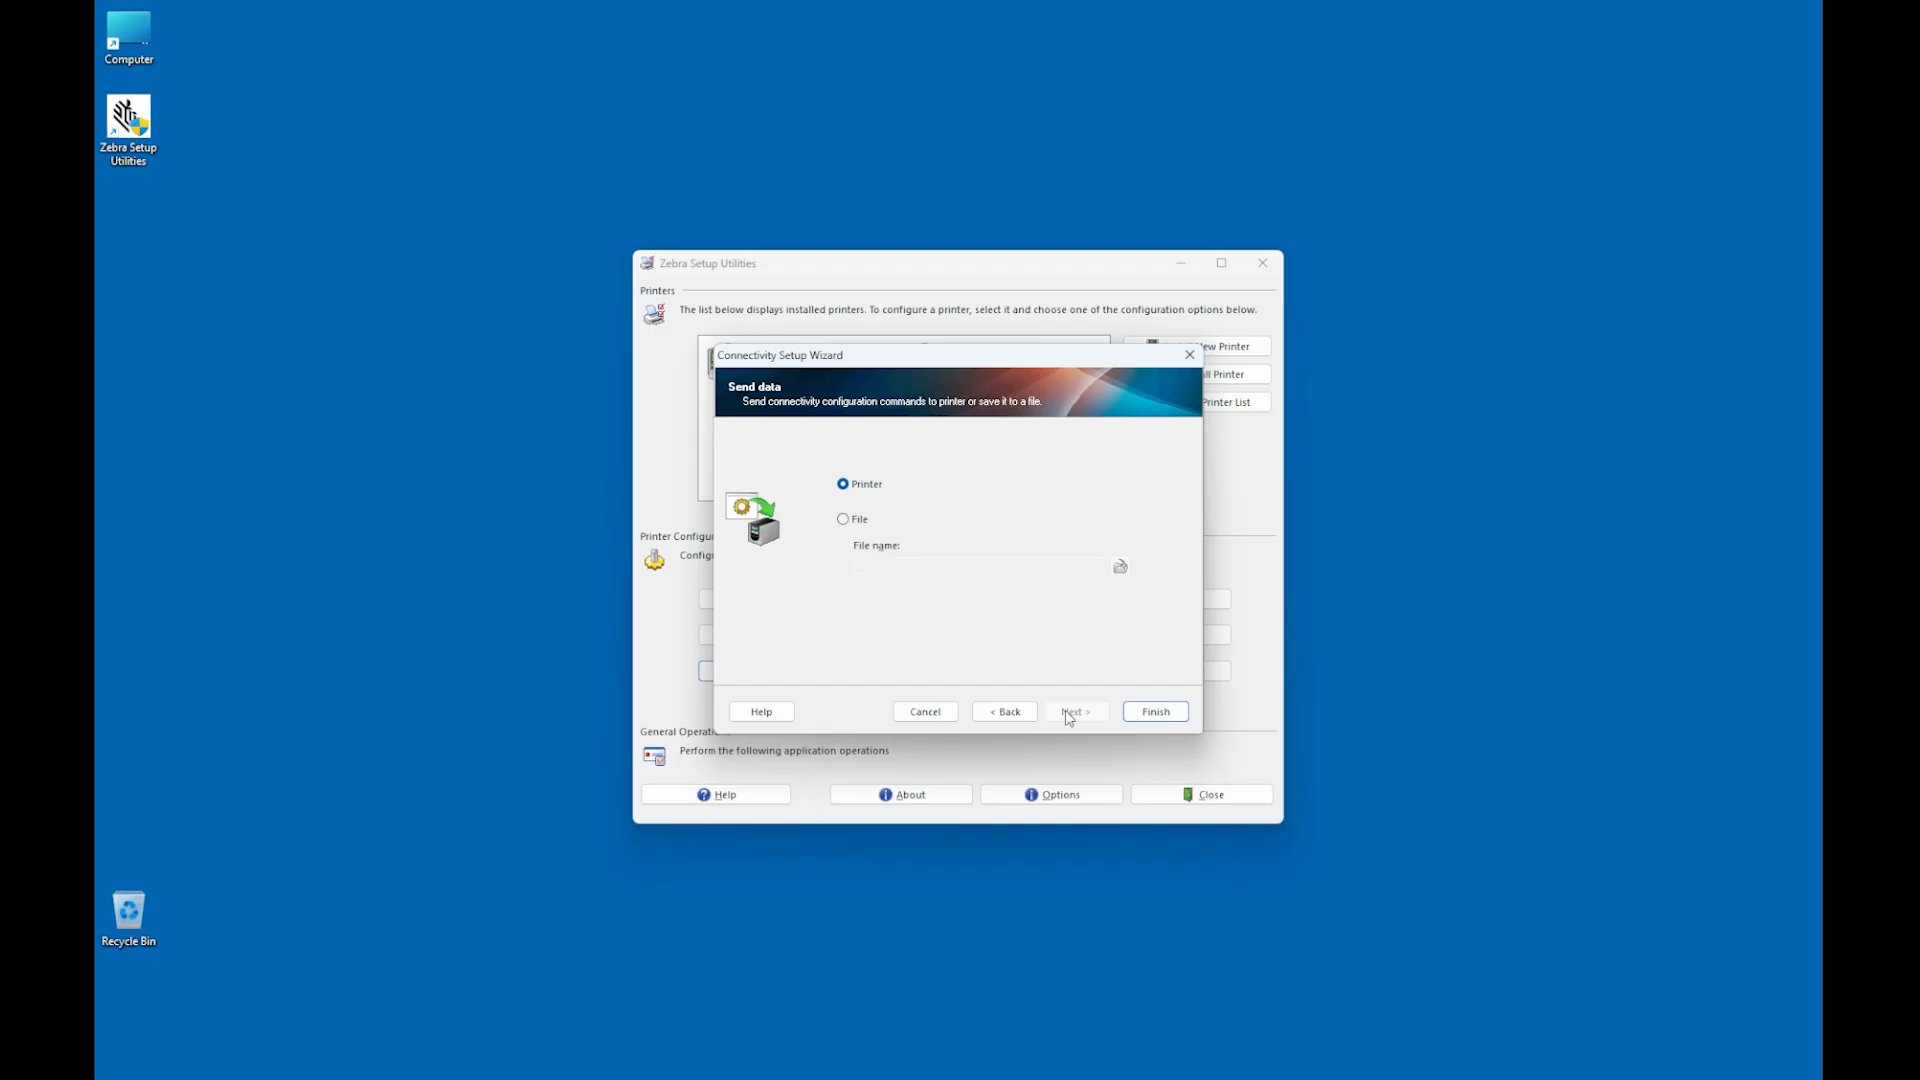 Computer
Zebra Setup
Utilities
Recycle Bin
Zebra Setup Utilities
Printers
The list below displays installed printers. To configure a printer, select it and choose one of the configuration options below.
Printer
Printer List
Connectivity Setup Wizard
Send data
Send connectivity configuration commands to printer or save it to a file.
Printer
File
File name:
Printer
Help
Cancel
< Back
Next >
Finish
Perform the following application operations
Help
About
Options
Close